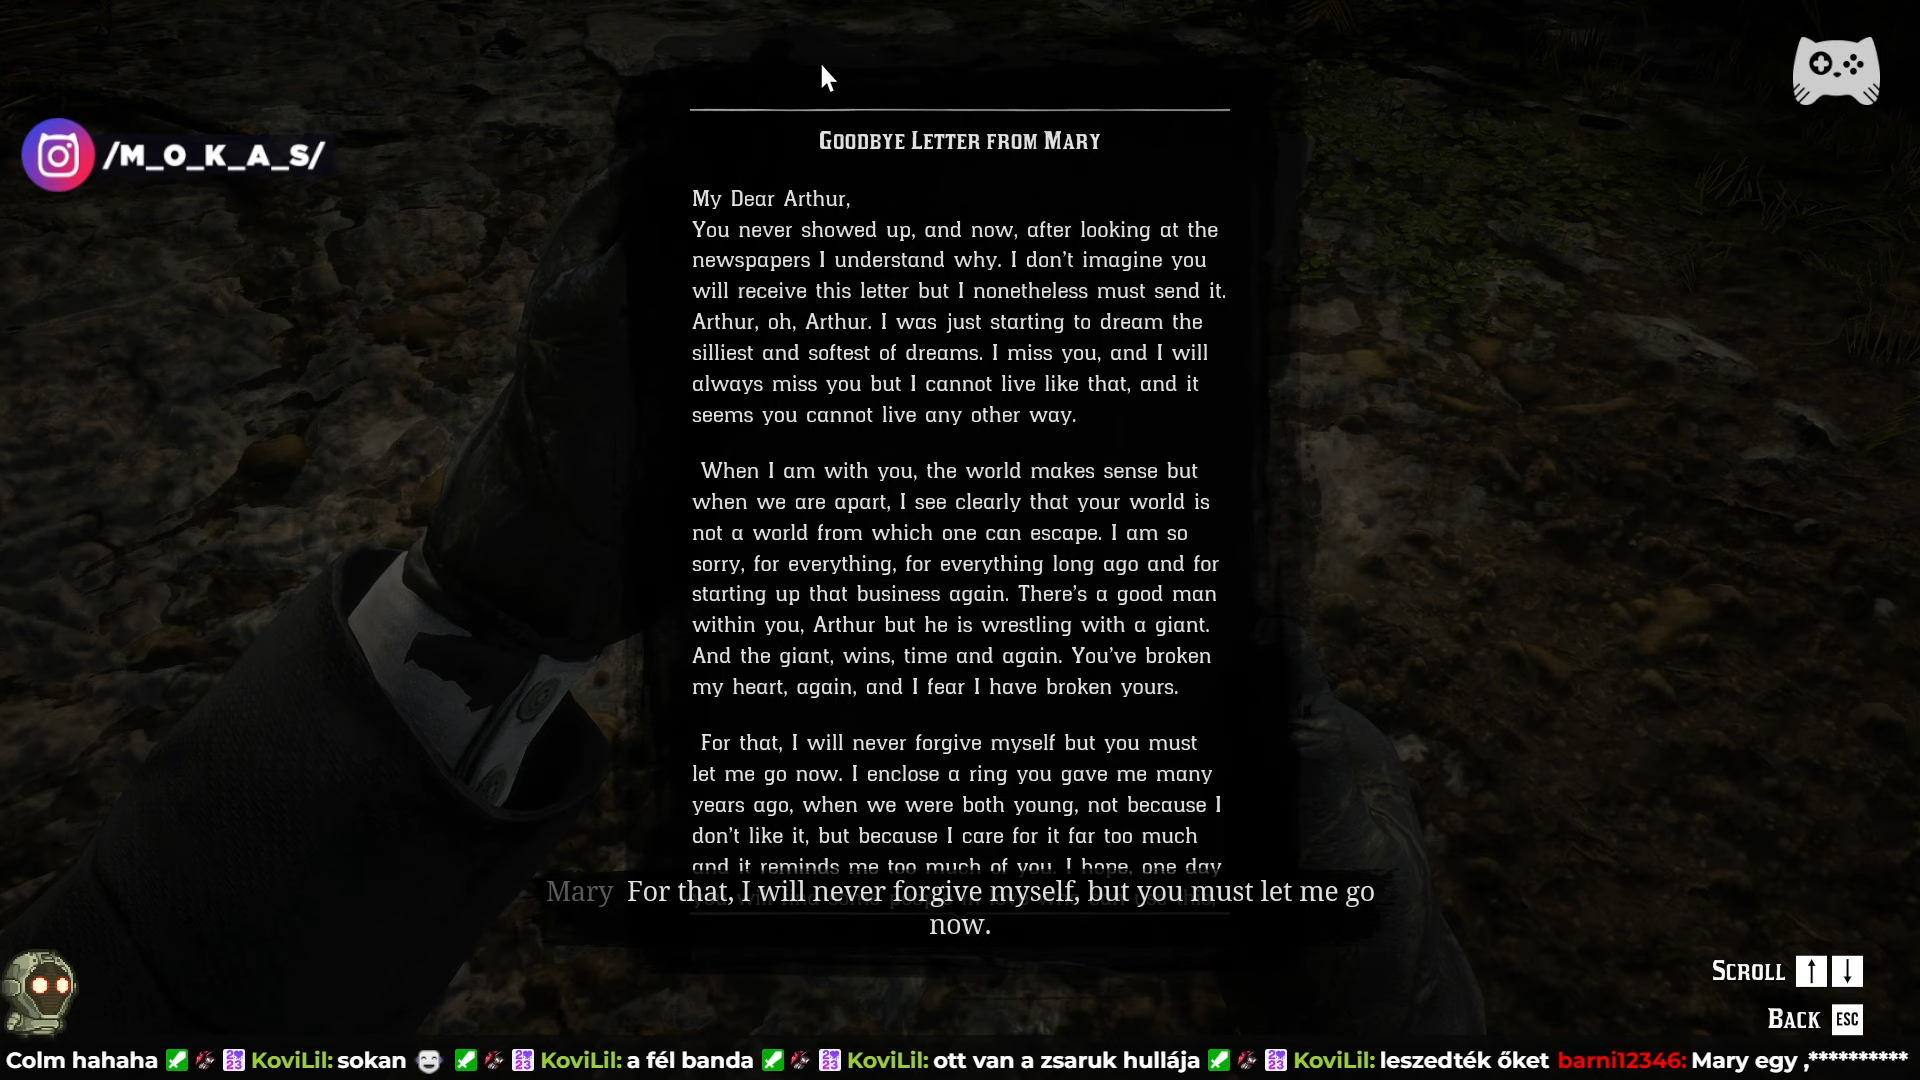 /M_O_K_A_S/
Goodbye Letter from Mary
My Dear Arthur,
You never showed up, and now, after looking at the
newspapers I understand why. I don't imagine you
will receive this letter but I nonetheless must send it.
Arthur, oh, Arthur. I was just starting to dream the
silliest and softest of dreams. I miss you, and I will
always miss you but I cannot live like that, and it
seems you cannot live any other way.
When I am with you, the world makes sense but
when we are apart, I see clearly that your world is
not a world from which one can escape. I am so
sorry, for everything, for everything long ago and for
starting up that business again. There's a good man
within you, Arthur but he is wrestling with a giant.
And the giant, wins, time and again. You've broken
my heart, again, and I fear I have broken yours.
For that, I will never forgive myself but you must
let me go now. I enclose a ring you gave me many
years ago, when we were both young, not because I
don't like it, but because I care for it far too much
and it reminds me too much of you. I hope, one day
Mary For that, I will never forgive myself, but you must let me go
now.
Scroll ↑ ↓
Back ESC
Colm hahaha 2023 KoviLil: sokan 2023 KoviLil: a fél banda 2023 KoviLil: ott van a zsaruk hullája 2023 KoviLil: leszedték őket barni12346: Mary egy ,**********